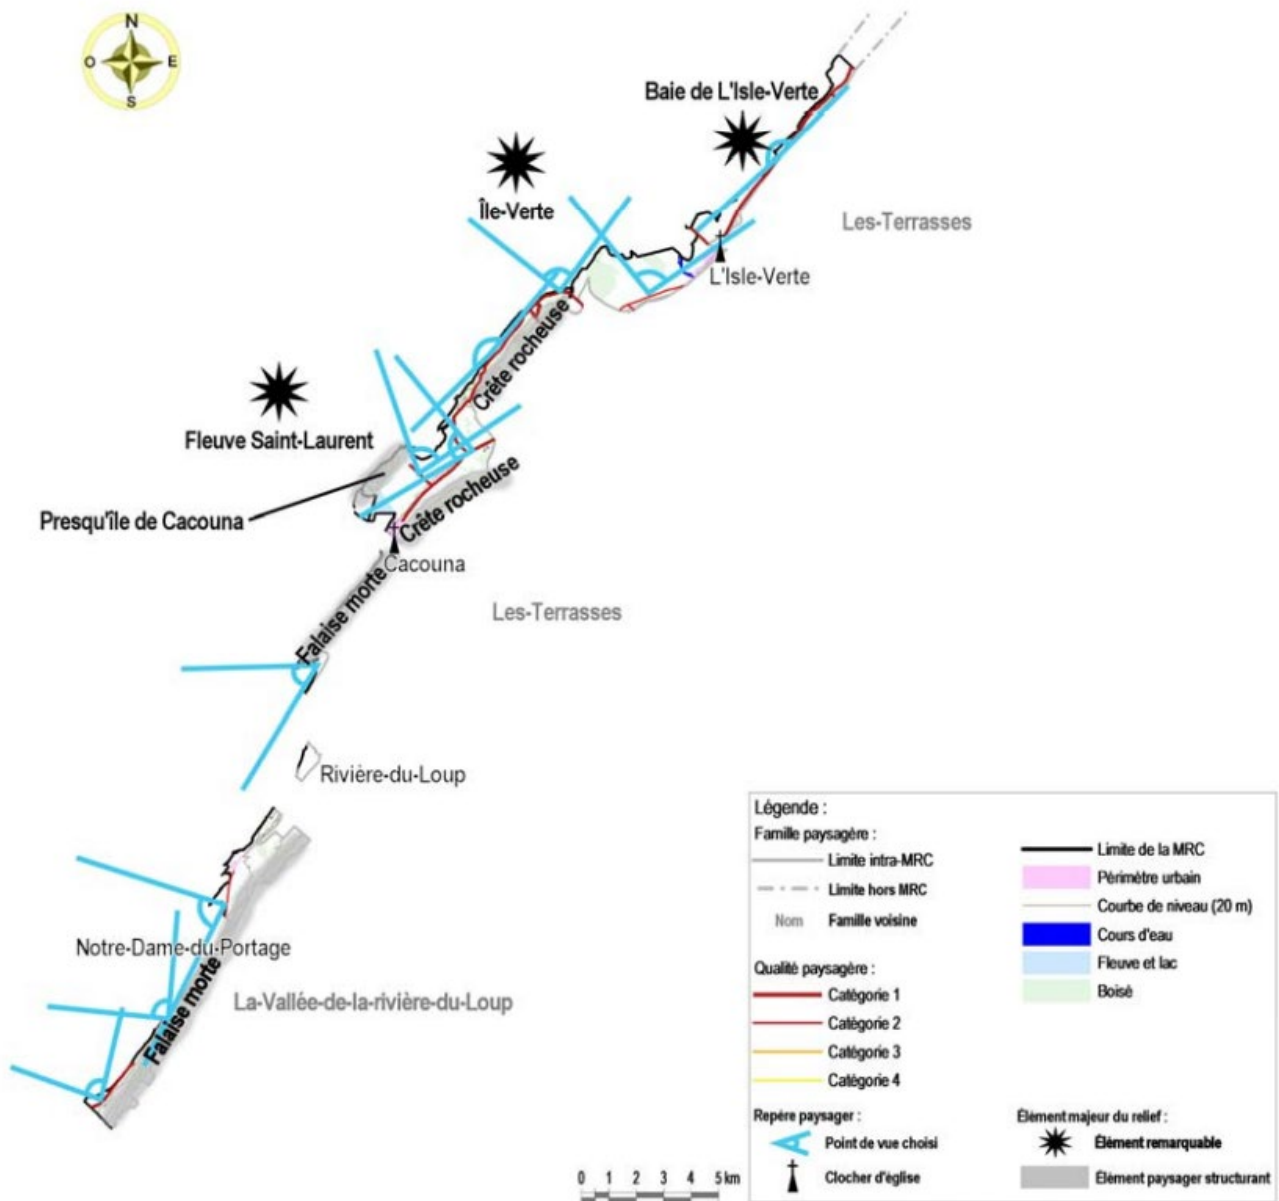 N
O
E
S
Baie de L'Isle-Verte
Île-Verte
Les-Terrasses
L'Isle-Verte
Crête rocheuse
Fleuve Saint-Laurent
Crête rocheuse
Presqu'île de Cacouna
Cacouna
Falaise morte
Les-Terrasses
Rivière-du-Loup
Notre-Dame-du-Portage
Falaise morte
La-Vallée-de-la-rivière-du-Loup
Légende :
Famille paysagère :
Limite intra-MRC
Limite hors MRC
Nom Famille voisine
Qualité paysagère :
Catégorie 1
Catégorie 2
Catégorie 3
Catégorie 4
Repère paysager :
Point de vue choisi
Clocher d'église
Limite de la MRC
Périmètre urbain
Courbe de niveau (20 m)
Cours d'eau
Fleuve et lac
Boisé
Élément majeur du relief :
Élément remarquable
Élément paysager structurant
0 1 2 3 4 5 km